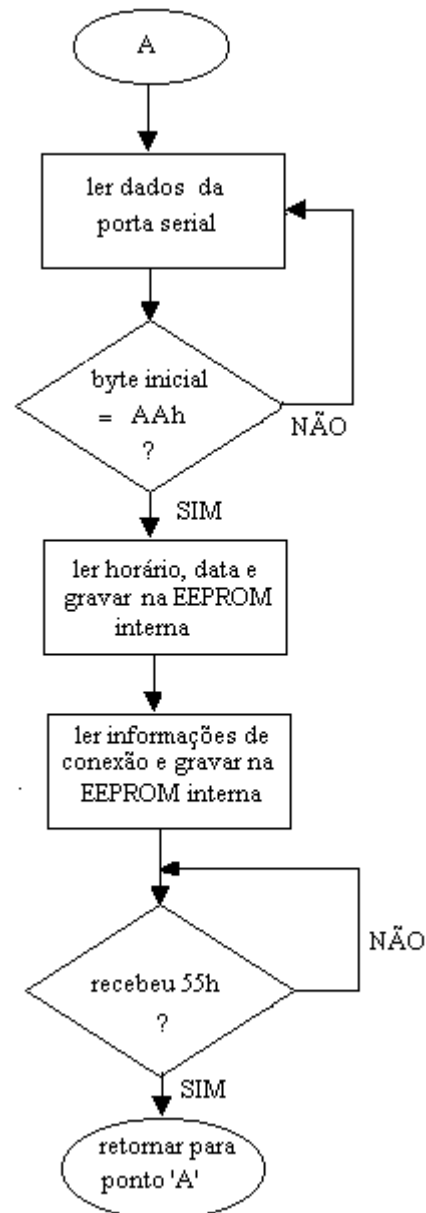 A
ler dados da
porta serial
byte inicial
= AAh
?
NÃO
SIM
ler horário, data e
gravar na EEPROM
interna
ler informações de
conexão e gravar na
EEPROM interna
NÃO
recebeu 55h
?
SIM
retornar para
ponto 'A'